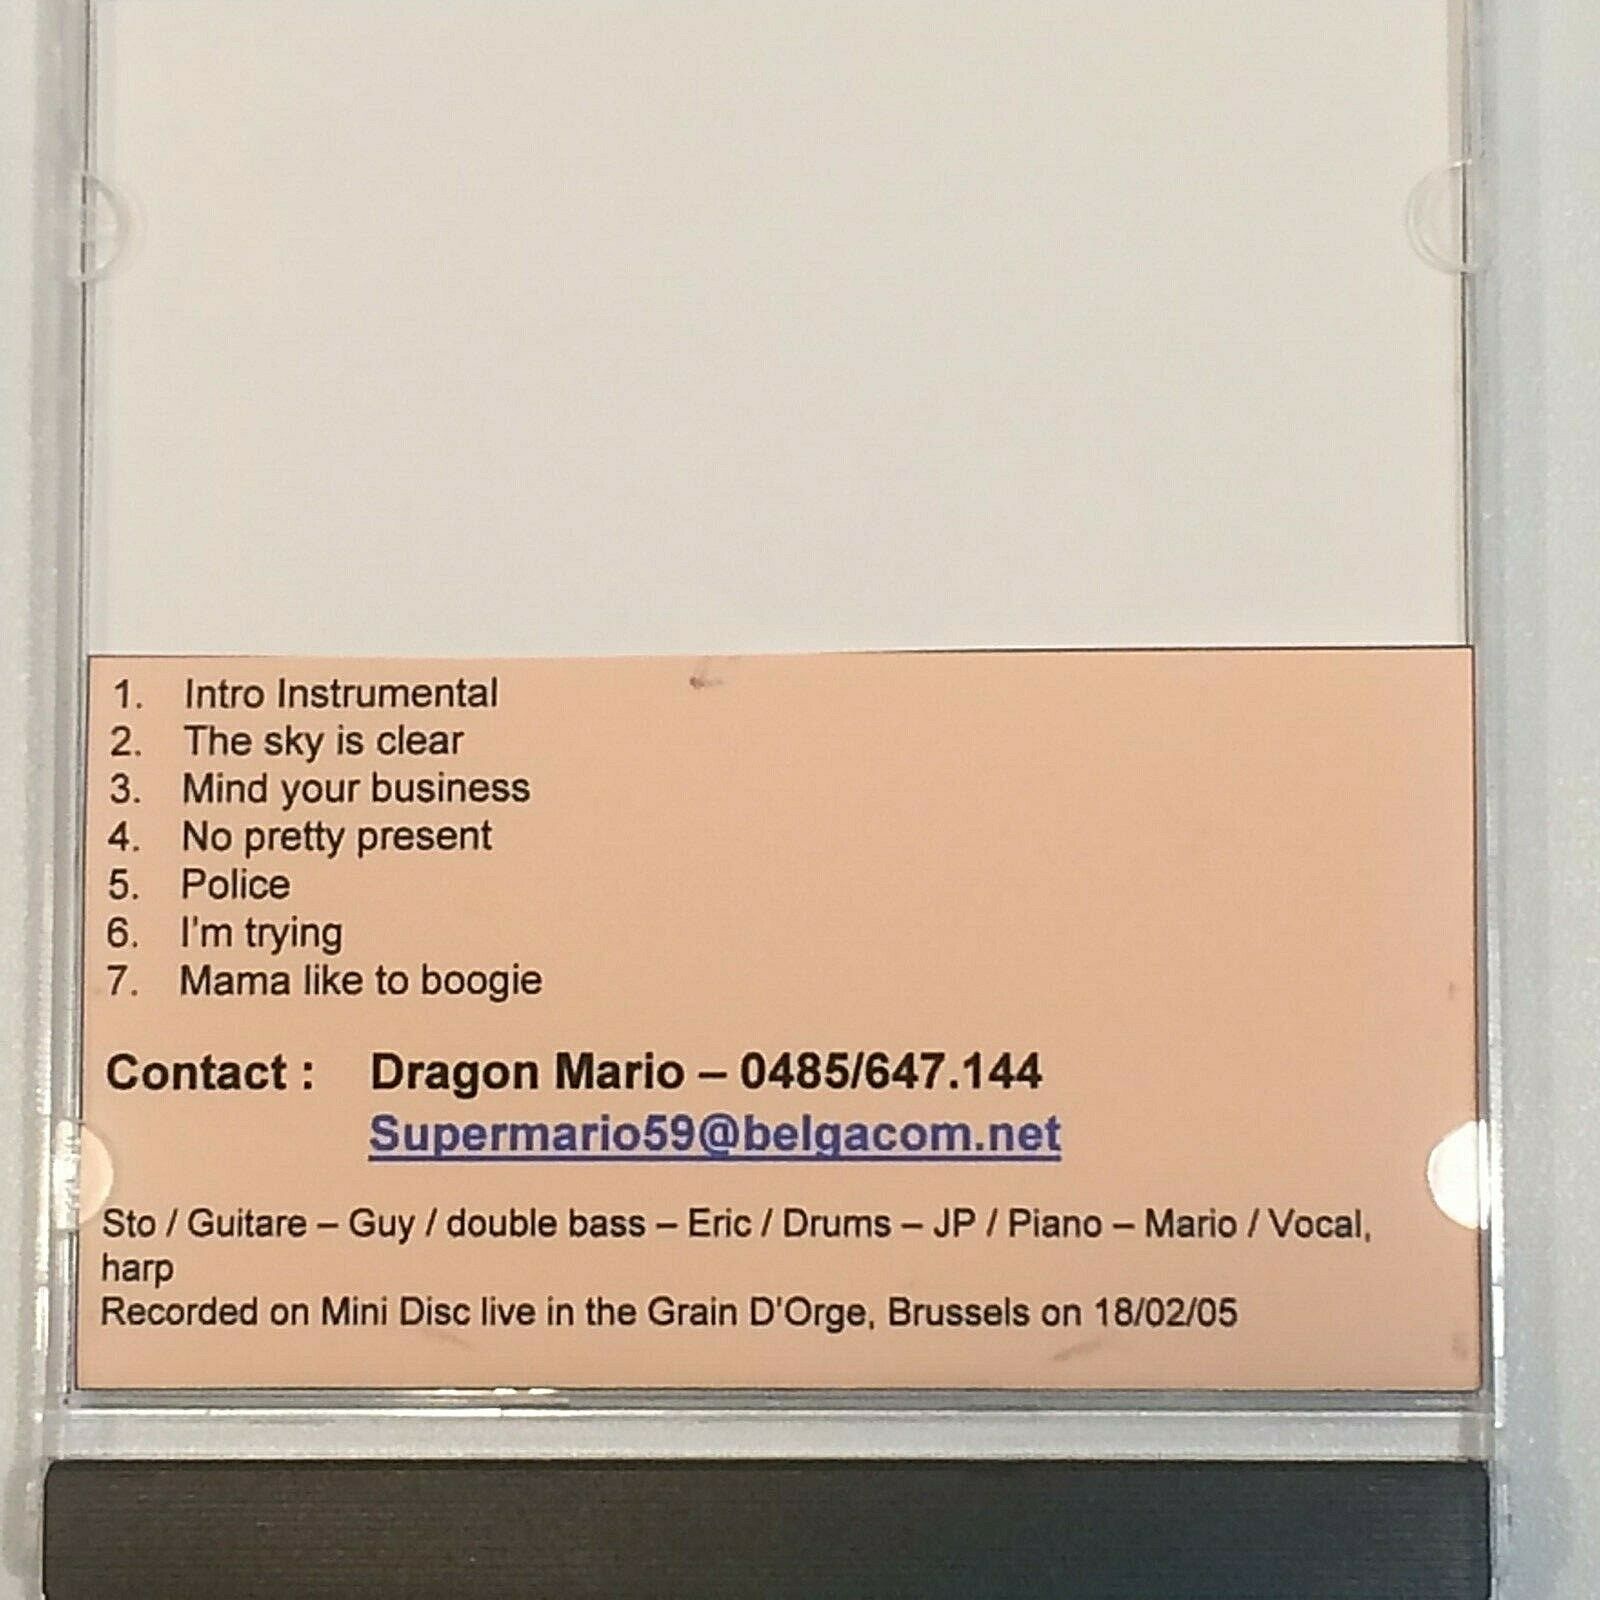 1. Intro Instrumental
2. The sky is clear
3. Mind your business
4. No pretty present
5. Police
6. I'm trying
7. Mama like to boogie
Contact : Dragon Mario – 0485/647.144
Supermario59@belgacom.net
Sto / Guitare – Guy / double bass – Eric / Drums – JP / Piano – Mario / Vocal,
harp
Recorded on Mini Disc live in the Grain D'Orge, Brussels on 18/02/05